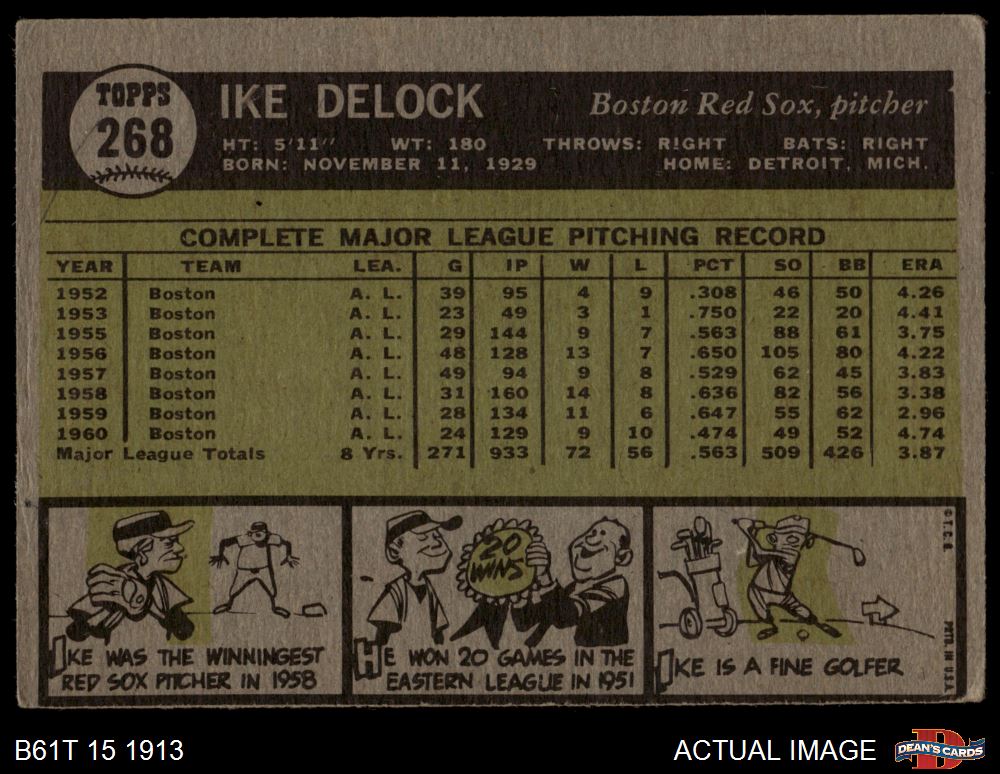 TOPPS
268
IKE DELOCK
Boston Red Sox, pitcher
HT: 5'11" WT: 180 THROWS: RIGHT BATS: RIGHT
BORN: NOVEMBER 11, 1929 HOME: DETROIT, MICH.
COMPLETE MAJOR LEAGUE PITCHING RECORD
YEAR TEAM LEA. G IP W L PCT SO BB ERA
1952 Boston A. L. 39 95 4 9 .308 46 50 4.26
1953 Boston A. L. 23 49 3 1 .750 22 20 4.41
1955 Boston A. L. 29 144 9 7 .563 88 61 3.75
1956 Boston A. L. 48 128 13 7 .650 105 80 4.22
1957 Boston A. L. 49 94 9 8 .529 62 45 3.83
1958 Boston A. L. 31 160 14 8 .636 82 56 3.38
1959 Boston A. L. 28 134 11 6 .647 55 62 2.96
1960 Boston A. L. 24 129 9 10 .474 49 52 4.74
Major League Totals 8 Yrs. 271 933 72 56 .563 509 426 3.87
IKE WAS THE WINNINGEST
RED SOX PITCHER IN 1958
20
WINS
HE WON 20 GAMES IN THE
EASTERN LEAGUE IN 1951
IKE IS A FINE GOLFER
© T. C. G.
PRTD. IN U.S.A.
B61T 15 1913
ACTUAL IMAGE
DEAN'S CARDS